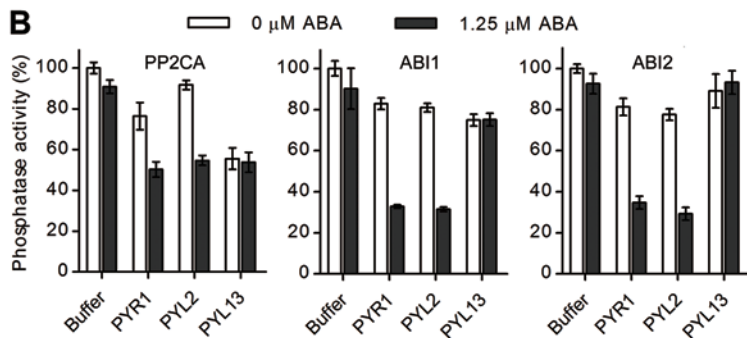 B
0 μM ABA
1.25 μM ABA
Phosphatase activity (%)
PP2CA
100
80
60
40
20
0
Buffer
PYR1
PYL2
PYL13
ABI1
100
80
60
40
20
0
Buffer
PYR1
PYL2
PYL13
ABI2
100
80
60
40
20
0
Buffer
PYR1
PYL2
PYL13